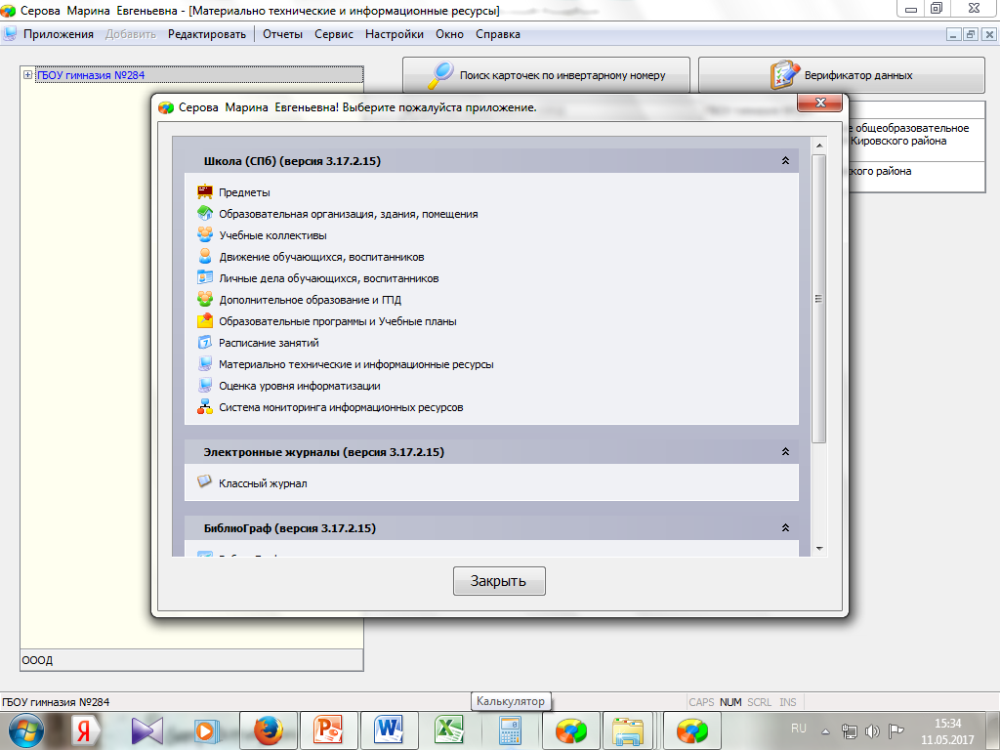 Серова Марина Евгеньевна - [Материально технические и информационные ресурсы]
Приложения Добавить Редактировать Отчеты Сервис Настройки Окно Справка
ГБОУ гимназия №284
Поиск карточек по инвертарному номеру
Верификатор данных
Серова Марина Евгеньевна! Выберите пожалуйста приложение.
е общеобразовательное
Кировского района
ского района
Школа (СПб) (версия 3.17.2.15)
Предметы
Образовательная организация, здания, помещения
Учебные коллективы
Движение обучающихся, воспитанников
Личные дела обучающихся, воспитанников
Дополнительное образование и ГПД
Образовательные программы и Учебные планы
Расписание занятий
Материально технические и информационные ресурсы
Оценка уровня информатизации
Система мониторинга информационных ресурсов
Электронные журналы (версия 3.17.2.15)
Классный журнал
БиблиоГраф (версия 3.17.2.15)
Закрыть
ОООД
ГБОУ гимназия №284
Калькулятор
CAPS NUM SCRL INS
RU
15:34
11.05.2017